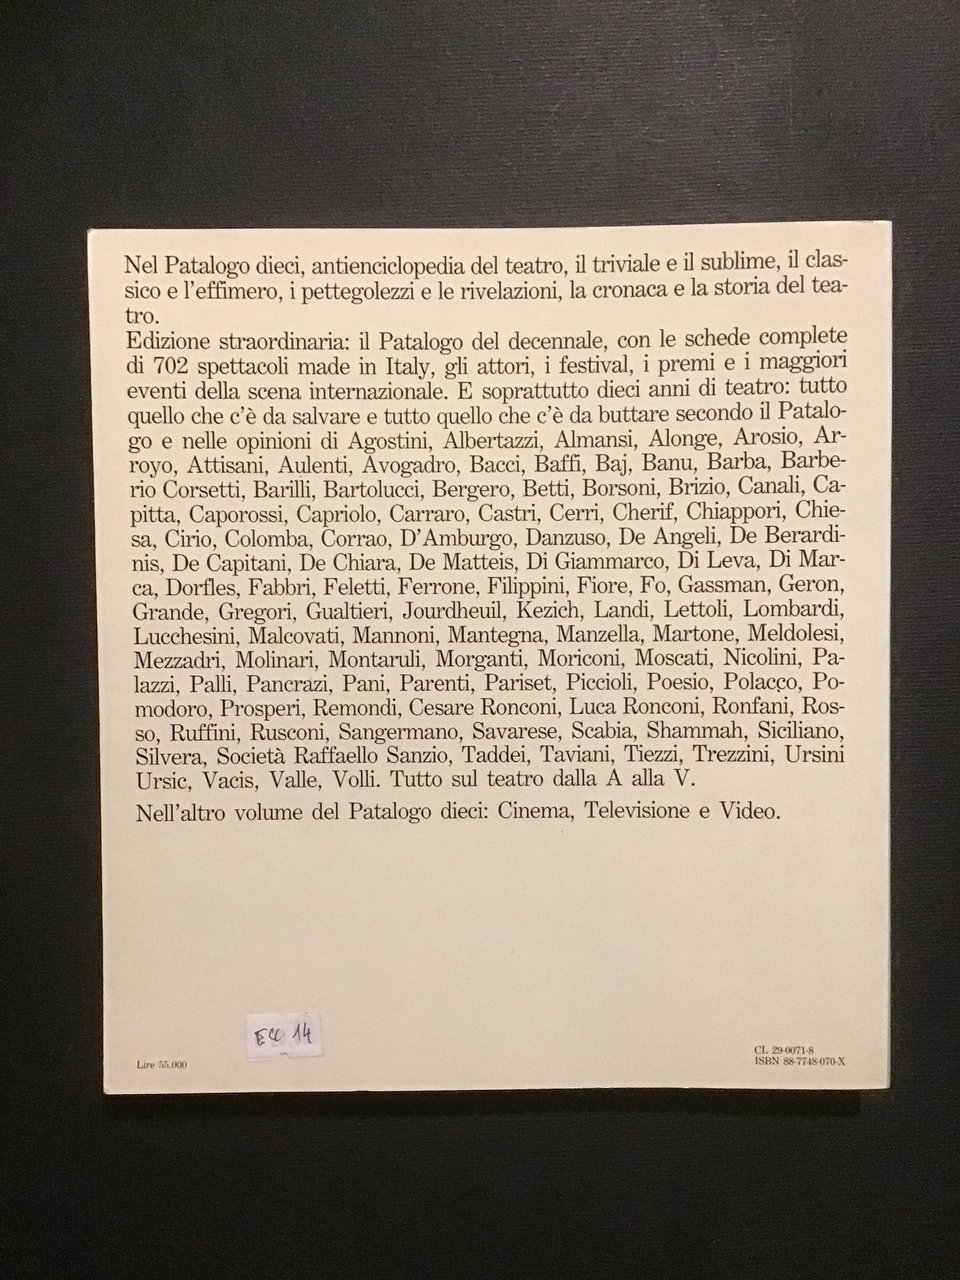 Nel Patalogo dieci, antienciclopedia del teatro, il triviale e il sublime, il clas-
sico e l'effimero, i pettegolezzi e le rivelazioni, la cronaca e la storia del tea-
tro.
Edizione straordinaria: il Patalogo del decennale, con le schede complete
di 702 spettacoli made in Italy, gli attori, i festival, i premi e i maggiori
eventi della scena internazionale. E soprattutto dieci anni di teatro: tutto
quello che c'è da salvare e tutto quello che c'è da buttare secondo il Patalo-
go e nelle opinioni di Agostini, Albertazzi, Almansi, Alonge, Arosio, Ar-
royo, Attisani, Aulenti, Avogadro, Bacci, Baffi, Baj, Banu, Barba, Barbe-
rio Corsetti, Barilli, Bartolucci, Bergero, Betti, Borsoni, Brizio, Canali, Ca-
pitta, Caporossi, Capriolo, Carraro, Castri, Cerri, Cherif, Chiappori, Chie-
sa, Cirio, Colomba, Corrao, D'Amburgo, Danzuso, De Angeli, De Berardi-
nis, De Capitani, De Chiara, De Matteis, Di Giammarco, Di Leva, Di Mar-
ca, Dorfles, Fabbri, Feletti, Ferrone, Filippini, Fiore, Fo, Gassman, Geron,
Grande, Gregori, Gualtieri, Jourdheuil, Kezich, Landi, Lettoli, Lombardi,
Lucchesini, Malcovati, Mannoni, Mantegna, Manzella, Martone, Meldolesi,
Mezzadri, Molinari, Montaruli, Morganti, Moriconi, Moscati, Nicolini, Pa-
lazzi, Palli, Pancrazi, Pani, Parenti, Pariset, Piccioli, Poesio, Polacco, Po-
modoro, Prosperi, Remondi, Cesare Ronconi, Luca Ronconi, Ronfani, Ros-
so, Ruffini, Rusconi, Sangermano, Savarese, Scabia, Shammah, Siciliano,
Silvera, Società Raffaello Sanzio, Taddei, Taviani, Tiezzi, Trezzini, Ursini
Ursic, Vacis, Valle, Volli. Tutto sul teatro dalla A alla V.
Nell'altro volume del Patalogo dieci: Cinema, Televisione e Video.
14
Lire 55.000
CL 29-0071-8
ISBN 88-7748-070-X